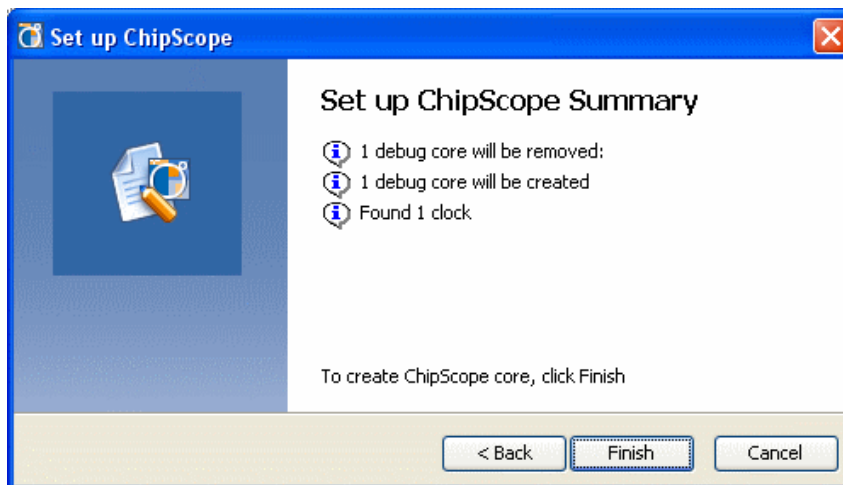 Set up ChipScope
Set up ChipScope Summary
1 debug core will be removed:
1 debug core will be created
Found 1 clock
To create ChipScope core, click Finish
< Back
Finish
Cancel